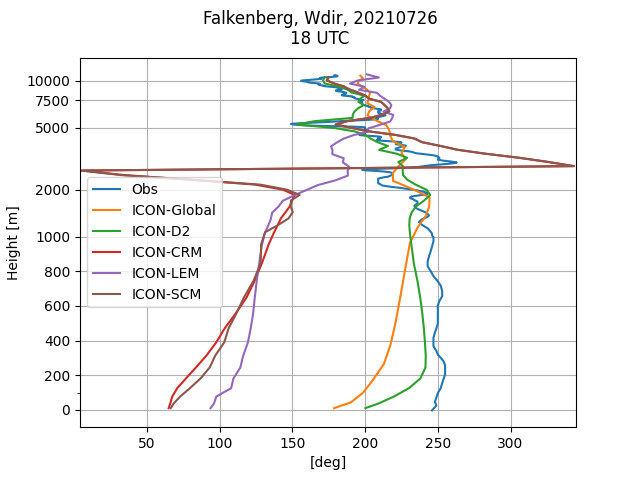 Falkenberg, Wdir, 20210726
18 UTC
10000
7500
5000
2000
1000
800
600
400
200
0
Height [m]
Obs
ICON-Global
ICON-D2
ICON-CRM
ICON-LEM
ICON-SCM
50 100 150 200 250 300
[deg]